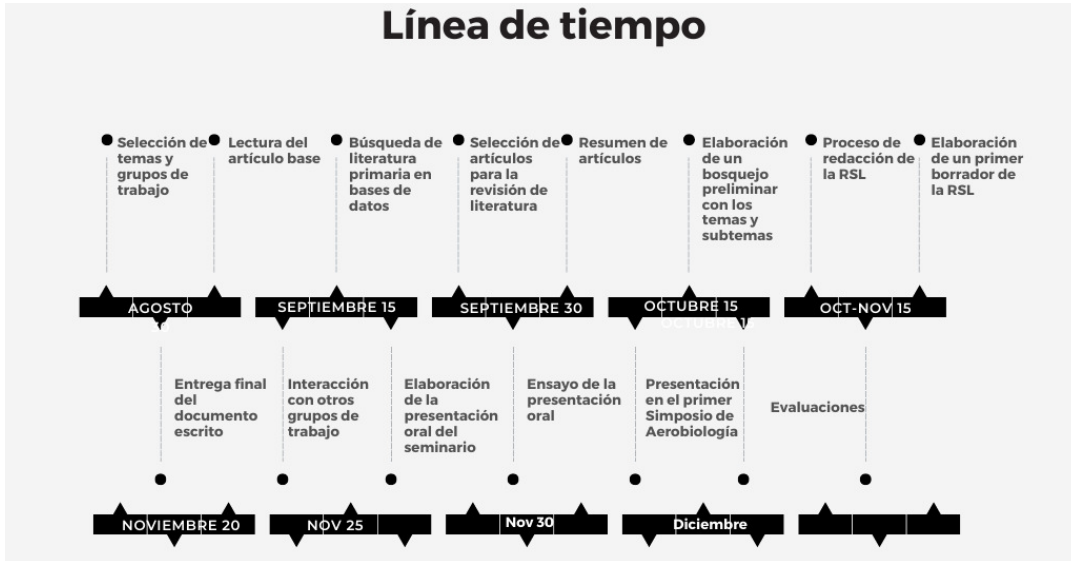 Línea de tiempo
Selección de
temas y
grupos de
trabajo
Lectura del
artículo base
Búsqueda de
literatura
primaria en
bases de
datos
Selección de
artículos
para la
revisión de
literatura
Resumen de
artículos
Elaboración
de un
bosquejo
preliminar
con los
temas y
subtemas
Proceso de
redacción de
la RSL
Elaboración
de un primer
borrador de
la RSL
AGOSTO
30
SEPTIEMBRE 15
SEPTIEMBRE 30
OCTUBRE 15
OCTUBRE 15
OCT-NOV 15
Entrega final
del
documento
escrito
Interacción
con otros
grupos de
trabajo
Elaboración
de la
presentación
oral del
seminario
Ensayo de la
presentación
oral
Presentación
en el primer
Simposio de
Aerobiología
Evaluaciones
NOVIEMBRE 20
NOV 25
Nov 30
Diciembre